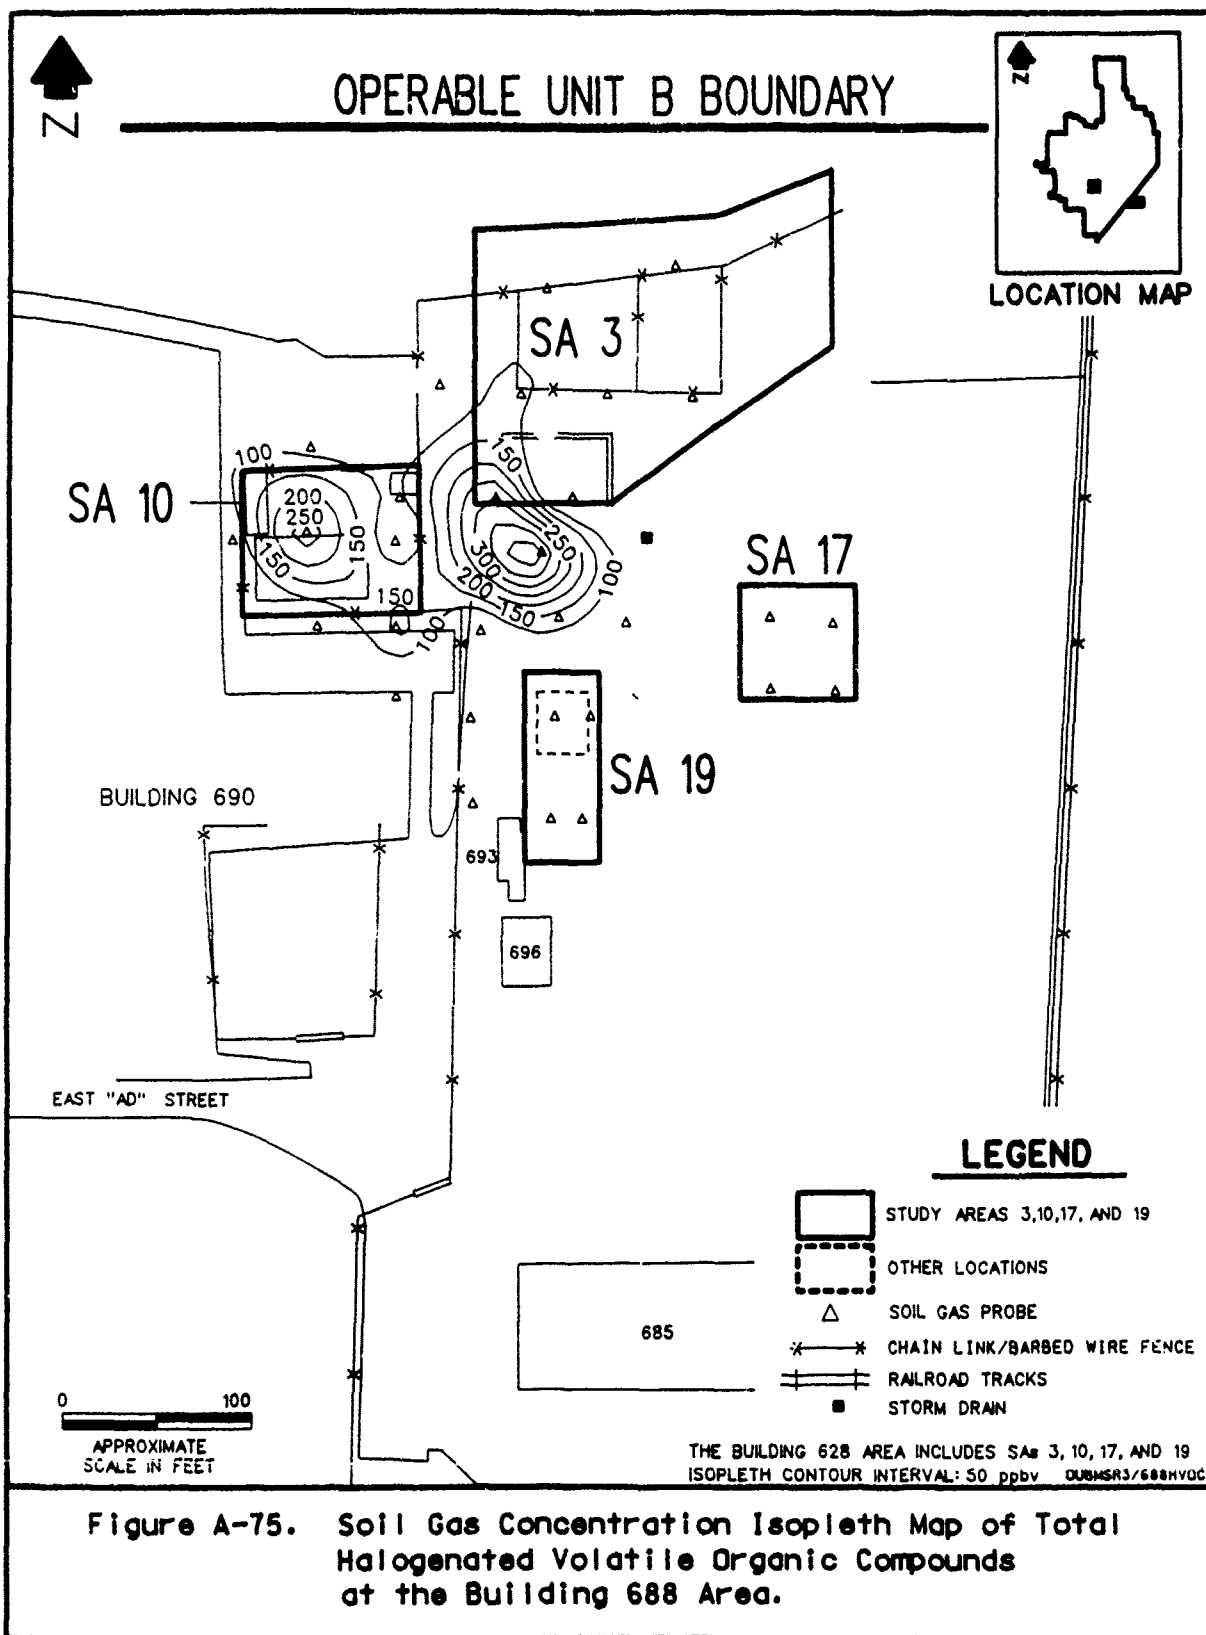 OPERABLE UNIT B BOUNDARY
N
N
LOCATION MAP
SA 3
100
150
SA 10
200
250
150
150
250
300
100
SA 17
200
150
150
100
SA 19
BUILDING 690
693
696
EAST "AD" STREET
LEGEND
STUDY AREAS 3,10,17, AND 19
OTHER LOCATIONS
SOIL GAS PROBE
CHAIN LINK/BARBED WIRE FENCE
RAILROAD TRACKS
STORM DRAIN
685
0 100
APPROXIMATE
SCALE IN FEET
THE BUILDING 628 AREA INCLUDES SAs 3, 10, 17, AND 19
ISOPLETH CONTOUR INTERVAL: 50 ppbv OUBMSR3/688HVOC
Figure A-75. Soil Gas Concentration Isopleth Map of Total
Halogenated Volatile Organic Compounds
at the Building 688 Area.